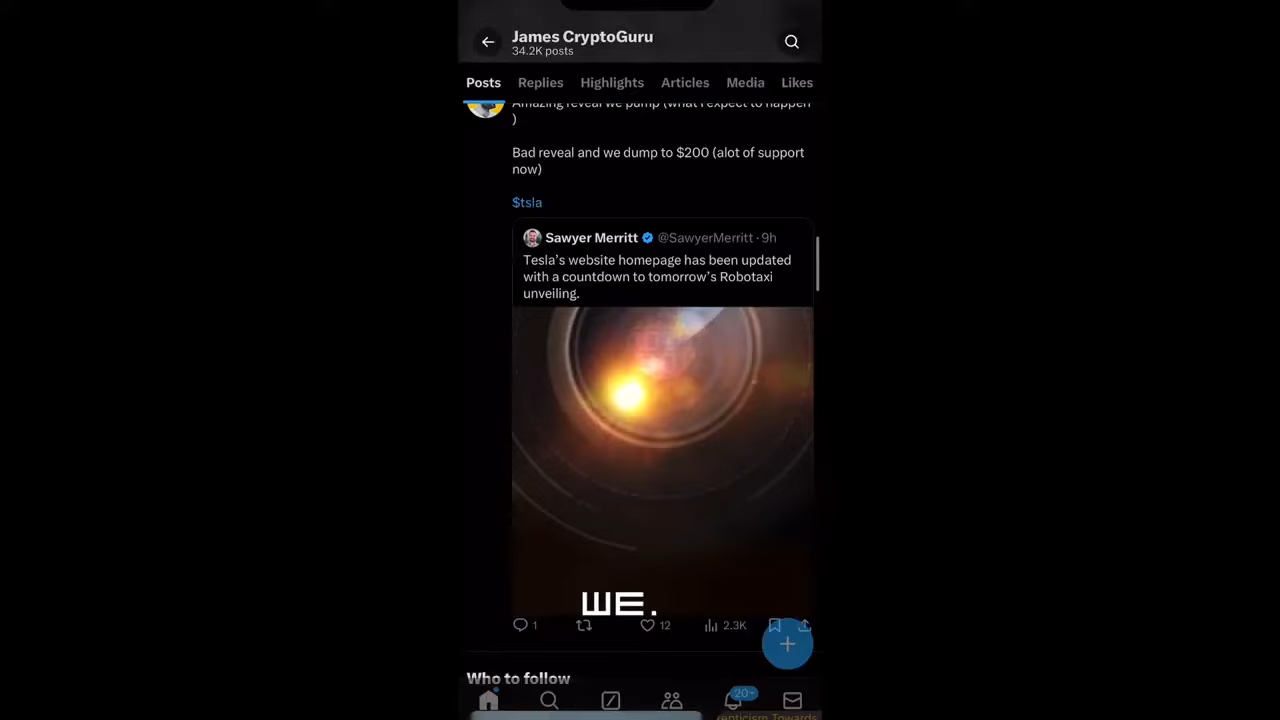 James CryptoGuru
34.2K posts
Posts Replies Highlights Articles Media Likes
Amazing reveal we pump (what I expect to happen
)
Bad reveal and we dump to $200 (alot of support
now)
$tsla
Sawyer Merritt @SawyerMerritt · 9h
Tesla's website homepage has been updated
with a countdown to tomorrow's Robotaxi
unveiling.
WE.
1 12 2.3K
Who to follow
20+